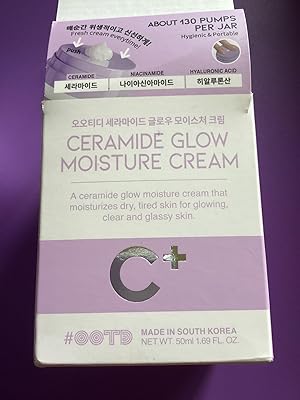 매순간 위생적이고 신선하게!
Fresh cream everytime!
Push
ABOUT 130 PUMPS
PER JAR
Hygienic & Portable
CERAMIDE
세라마이드
NIACINAMIDE
나이아신아마이드
HYALURONIC ACID
히알루론산
오오티디 세라마이드 글로우 모이스쳐 크림
CERAMIDE GLOW
MOISTURE CREAM
A ceramide glow moisture cream that
moisturizes dry, tired skin for glowing,
clear and glassy skin.
C+
#OOTD
MADE IN SOUTH KOREA
NET WT. 50ml 1.69 FL. OZ.